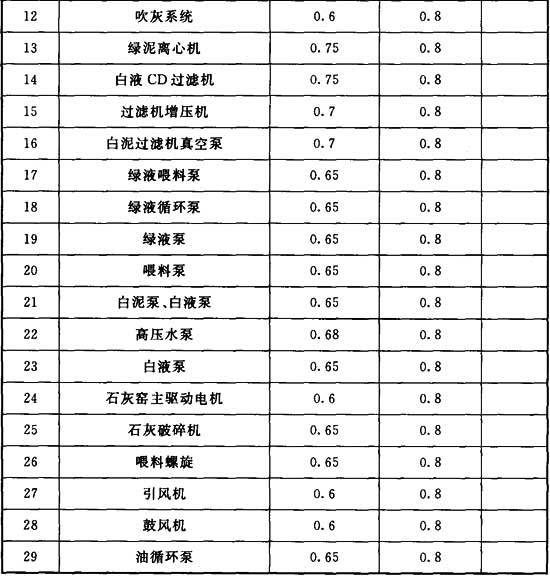 12 吹灰系统 0.6 0.8
13 绿泥离心机 0.75 0.8
14 白液CD过滤机 0.75 0.8
15 过滤机增压机 0.7 0.8
16 白泥过滤机真空泵 0.7 0.8
17 绿液喂料泵 0.65 0.8
18 绿液循环泵 0.65 0.8
19 绿液泵 0.65 0.8
20 喂料泵 0.65 0.8
21 白泥泵、白液泵 0.65 0.8
22 高压水泵 0.68 0.8
23 白液泵 0.65 0.8
24 石灰窑主驱动电机 0.6 0.8
25 石灰破碎机 0.65 0.8
26 喂料螺旋 0.65 0.8
27 引风机 0.6 0.8
28 鼓风机 0.6 0.8
29 油循环泵 0.65 0.8